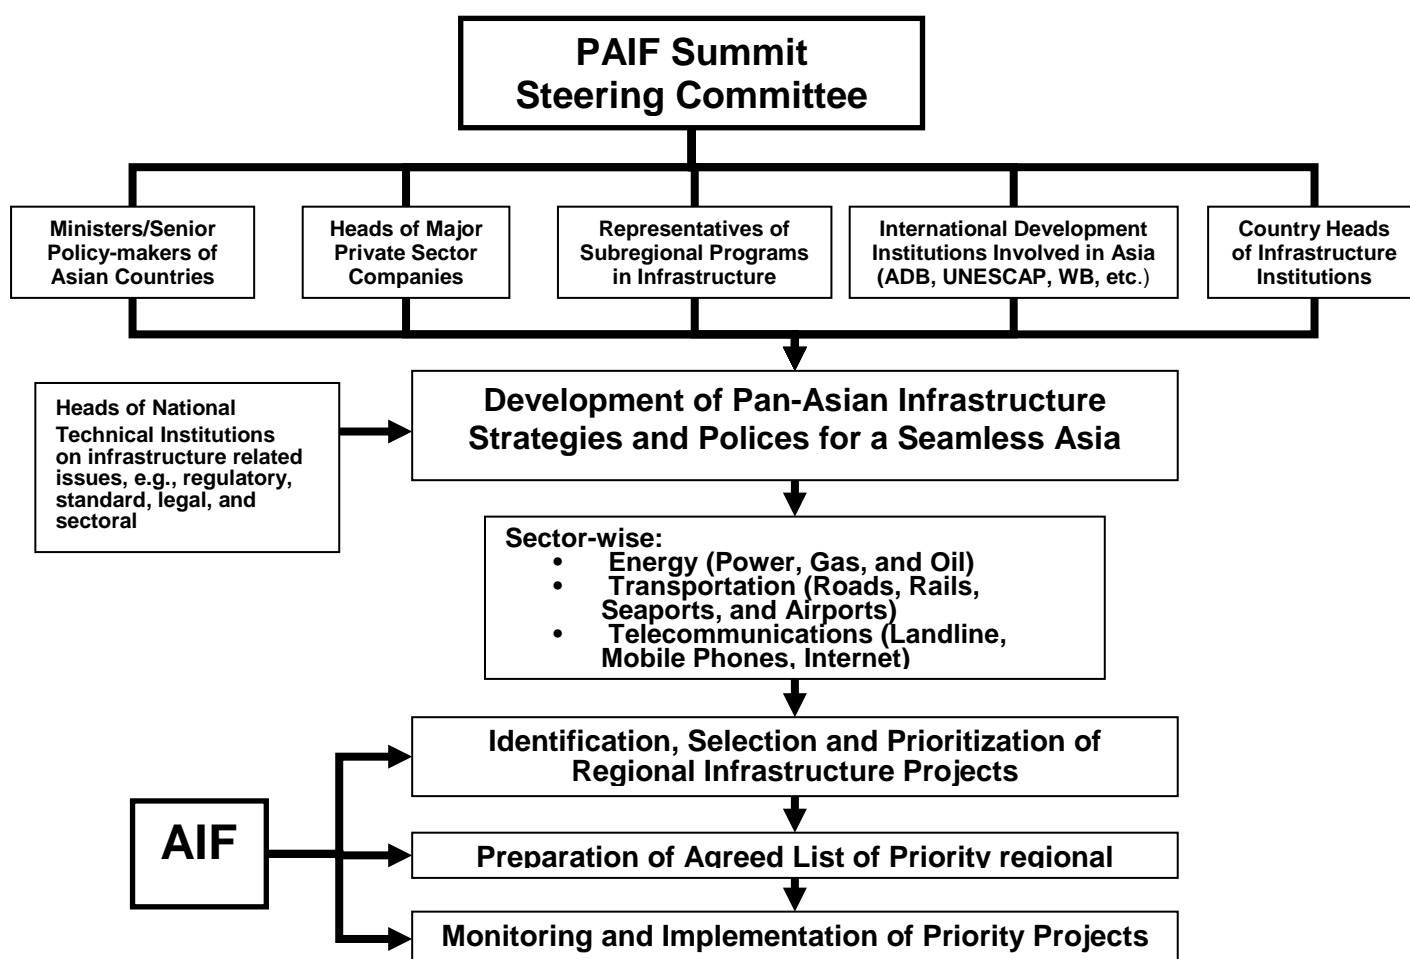 PAIF Summit
Steering Committee
Ministers/Senior
Policy-makers of
Asian Countries
Heads of Major
Private Sector
Companies
Representatives of
Subregional Programs
in Infrastructure
International Development
Institutions Involved in Asia
(ADB, UNESCAP, WB, etc.)
Country Heads
of Infrastructure
Institutions
Heads of National
Technical Institutions
on infrastructure related
issues, e.g., regulatory,
standard, legal, and
sectoral
Development of Pan-Asian Infrastructure
Strategies and Polices for a Seamless Asia
Sector-wise:
• Energy (Power, Gas, and Oil)
• Transportation (Roads, Rails,
Seaports, and Airports)
• Telecommunications (Landline,
Mobile Phones, Internet)
Identification, Selection and Prioritization of
Regional Infrastructure Projects
AIF
Preparation of Agreed List of Priority regional
Monitoring and Implementation of Priority Projects